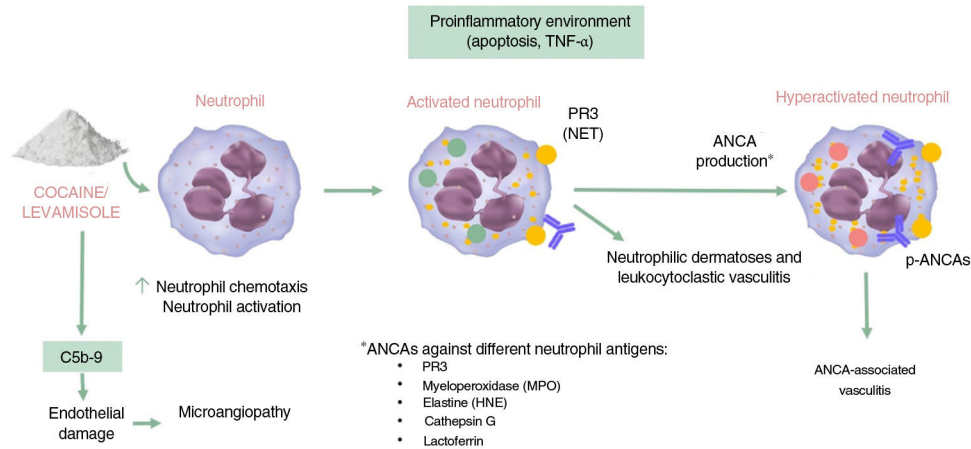 Proinflammatory environment
(apoptosis, TNF-α)
Neutrophil
Activated neutrophil
Hyperactivated neutrophil
PR3
(NET)
ANCA
production*
COCAINE/
LEVAMISOLE
Neutrophilic dermatoses and
leukocytoclastic vasculitis
p-ANCAs
↑ Neutrophil chemotaxis
Neutrophil activation
C5b-9
Endothelial
damage
Microangiopathy
*ANCAs against different neutrophil antigens:
• PR3
• Myeloperoxidase (MPO)
• Elastine (HNE)
• Cathepsin G
• Lactoferrin
ANCA-associated
vasculitis